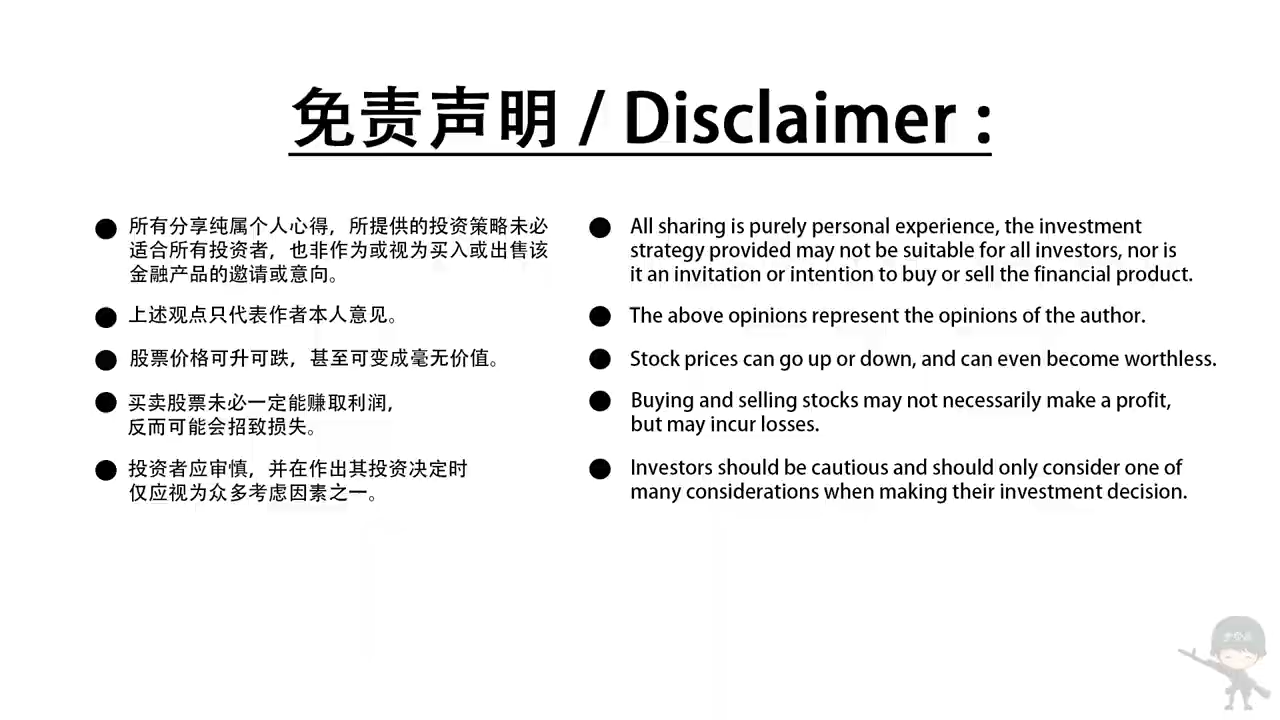 免责声明 / Disclaimer :
● 所有分享纯属个人心得，所提供的投资策略未必
适合所有投资者，也非作为或视为买入或出售该
金融产品的邀请或意向。
● 上述观点只代表作者本人意见。
● 股票价格可升可跌，甚至可变成毫无价值。
● 买卖股票未必一定能赚取利润，
反而可能会招致损失。
● 投资者应审慎，并在作出其投资决定时
仅应视为众多考虑因素之一。
● All sharing is purely personal experience, the investment
strategy provided may not be suitable for all investors, nor is
it an invitation or intention to buy or sell the financial product.
● The above opinions represent the opinions of the author.
● Stock prices can go up or down, and can even become worthless.
● Buying and selling stocks may not necessarily make a profit,
but may incur losses.
● Investors should be cautious and should only consider one of
many considerations when making their investment decision.